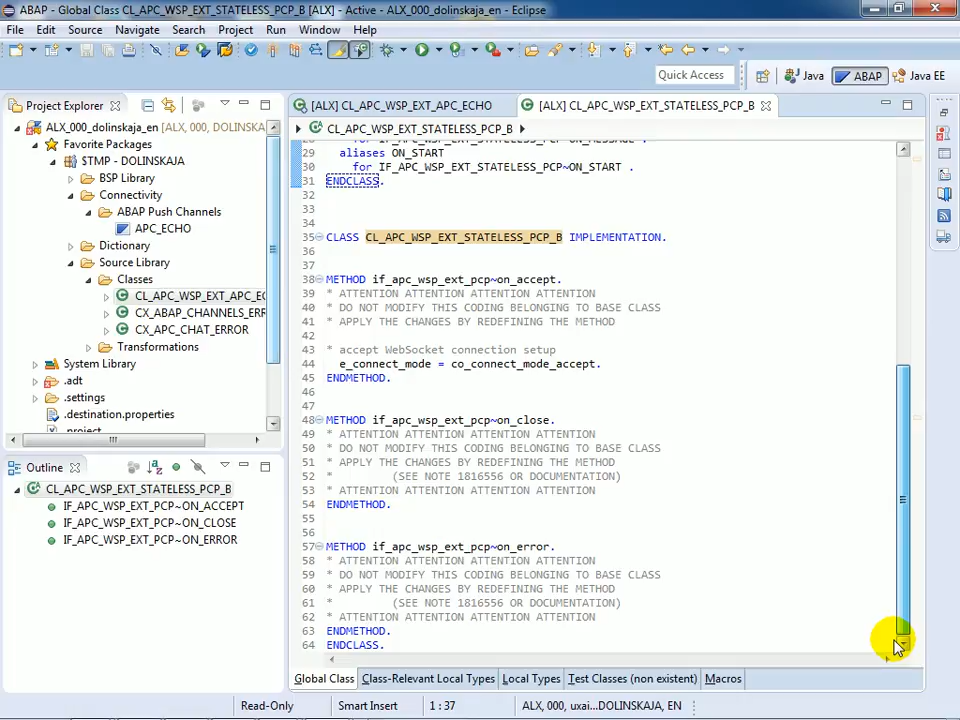 ABAP - Global Class CL_APC_WSP_EXT_STATELESS_PCP_B [ALX] - Active - ALX_000_dolinskaja_en - Eclipse
File Edit Source Navigate Search Project Run Window Help
Quick Access Java ABAP Java EE
Project Explorer
ALX_000_dolinskaja_en [ALX, 000, DOLINSKA
Favorite Packages
STMP - DOLINSKAJA
BSP Library
Connectivity
ABAP Push Channels
APC_ECHO
Dictionary
Source Library
Classes
CL_APC_WSP_EXT_APC_EC
CX_ABAP_CHANNELS_ERR
CX_APC_CHAT_ERROR
Transformations
System Library
.adt
.settings
.destination.properties
.project
Outline
CL_APC_WSP_EXT_STATELESS_PCP_B
IF_APC_WSP_EXT_PCP~ON_ACCEPT
IF_APC_WSP_EXT_PCP~ON_CLOSE
IF_APC_WSP_EXT_PCP~ON_ERROR
[ALX] CL_APC_WSP_EXT_APC_ECHO [ALX] CL_APC_WSP_EXT_STATELESS_PCP_B
CL_APC_WSP_EXT_STATELESS_PCP_B
28 for IF_APC_WSP_EXT_STATELESS_PCP~ON_MESSAGE .
29 aliases ON_START
30 for IF_APC_WSP_EXT_STATELESS_PCP~ON_START .
31 ENDCLASS.
32
33
34
35 CLASS CL_APC_WSP_EXT_STATELESS_PCP_B IMPLEMENTATION.
36
37
38 METHOD if_apc_wsp_ext_pcp~on_accept.
39 * ATTENTION ATTENTION ATTENTION ATTENTION
40 * DO NOT MODIFY THIS CODING BELONGING TO BASE CLASS
41 * APPLY THE CHANGES BY REDEFINING THE METHOD
42
43 * accept WebSocket connection setup
44 e_connect_mode = co_connect_mode_accept.
45 ENDMETHOD.
46
47
48 METHOD if_apc_wsp_ext_pcp~on_close.
49 * ATTENTION ATTENTION ATTENTION ATTENTION
50 * DO NOT MODIFY THIS CODING BELONGING TO BASE CLASS
51 * APPLY THE CHANGES BY REDEFINING THE METHOD
52 * (SEE NOTE 1816556 OR DOCUMENTATION)
53 * ATTENTION ATTENTION ATTENTION ATTENTION
54 ENDMETHOD.
55
56
57 METHOD if_apc_wsp_ext_pcp~on_error.
58 * ATTENTION ATTENTION ATTENTION ATTENTION
59 * DO NOT MODIFY THIS CODING BELONGING TO BASE CLASS
60 * APPLY THE CHANGES BY REDEFINING THE METHOD
61 * (SEE NOTE 1816556 OR DOCUMENTATION)
62 * ATTENTION ATTENTION ATTENTION ATTENTION
63 ENDMETHOD.
64 ENDCLASS.
Global Class Class-Relevant Local Types Local Types Test Classes (non existent) Macros
Read-Only Smart Insert 1 : 37 ALX, 000, uxai...DOLINSKAJA, EN